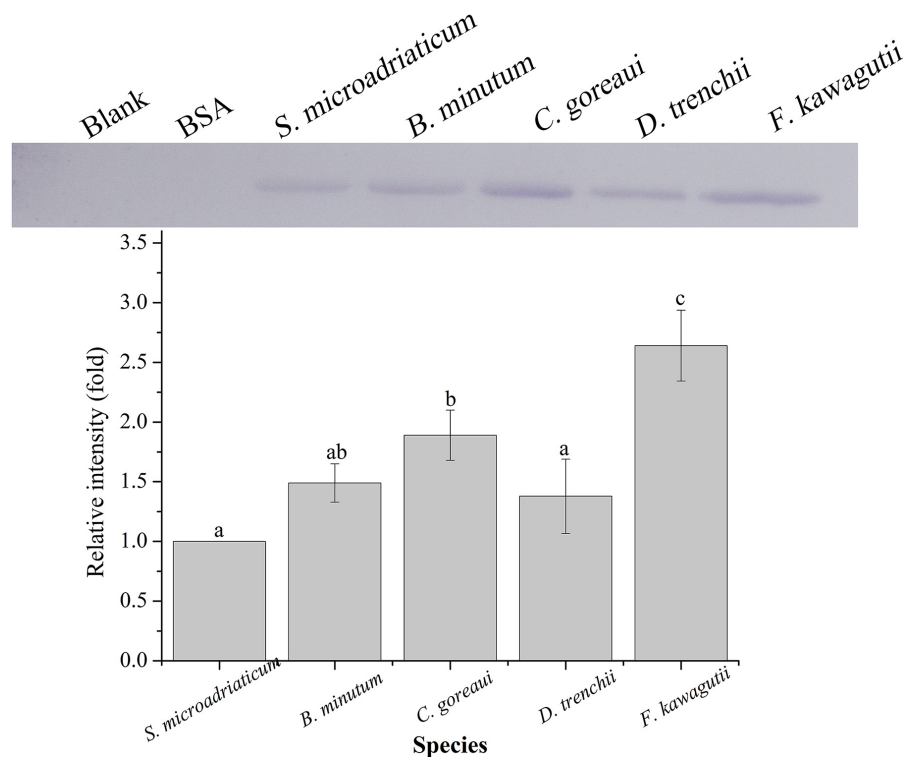 Blank
BSA
S. microadriaticum
B. minutum
C. goreaui
D. trenchii
F. kawagutii
3.5
3.0
2.5
2.0
1.5
1.0
0.5
0.0
Relative intensity (fold)
a
ab
b
a
c
S. microadriaticum
B. minutum
C. goreaui
D. trenchii
F. kawagutii
Species